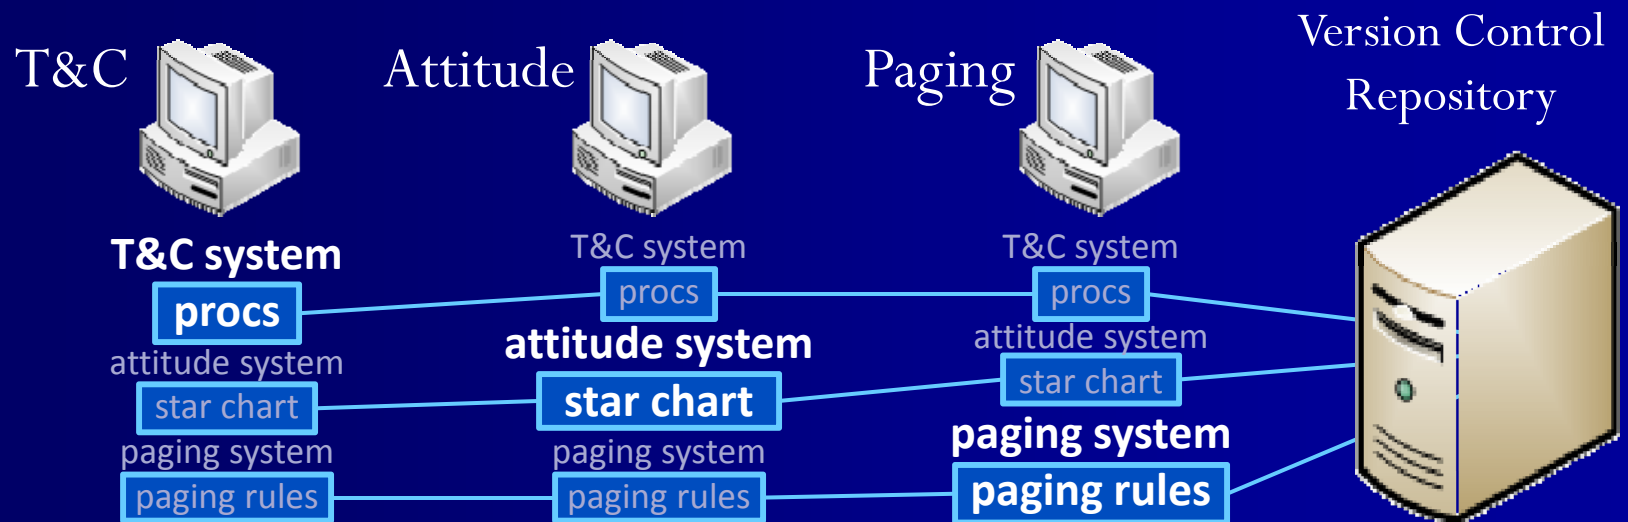 T&C
Attitude
Paging
Version Control
Repository
T&C system
procs
attitude system
star chart
paging system
paging rules
T&C system
procs
attitude system
star chart
paging system
paging rules
T&C system
procs
attitude system
star chart
paging system
paging rules